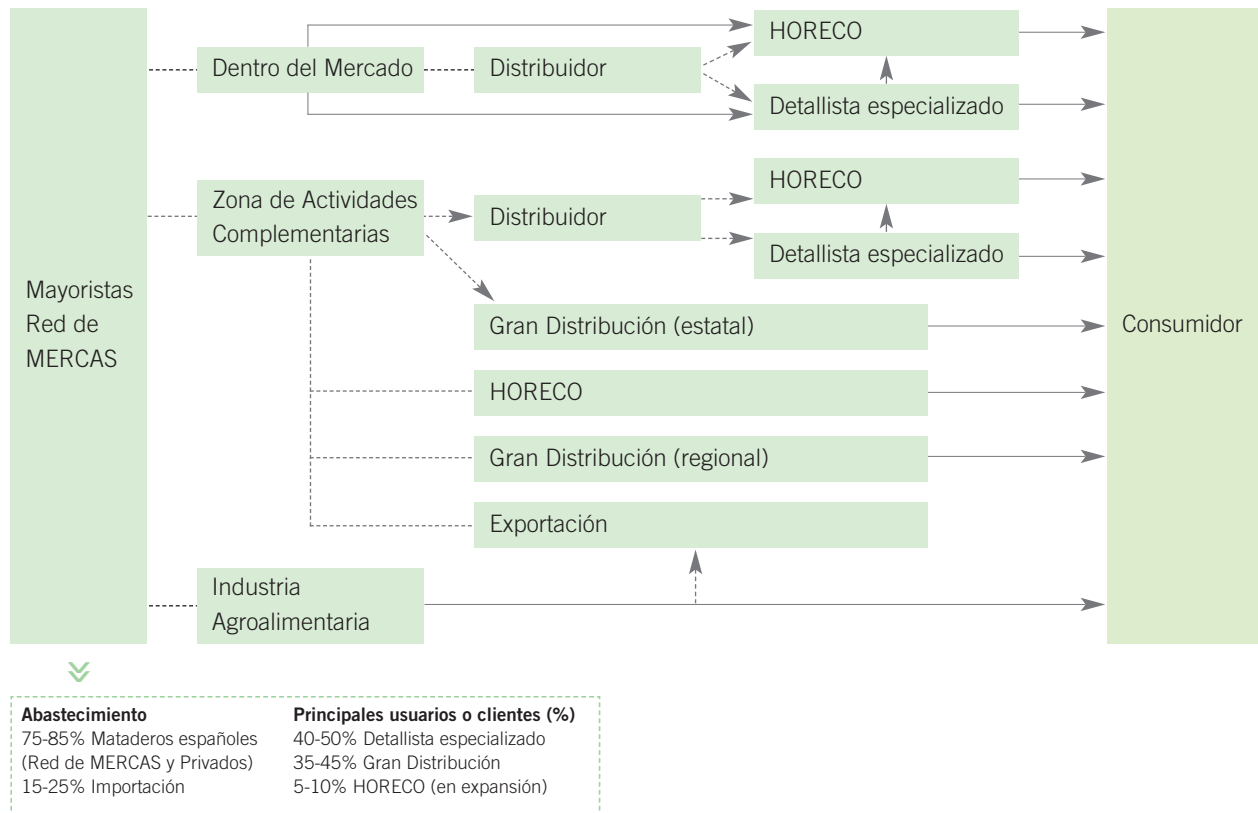 Mayoristas
Red de
MERCAS
Dentro del Mercado
Distribuidor
HORECO
Detallista especializado
Zona de Actividades
Complementarias
Distribuidor
HORECO
Detallista especializado
Gran Distribución (estatal)
HORECO
Gran Distribución (regional)
Exportación
Industria
Agroalimentaria
Consumidor
Abastecimiento
75-85% Mataderos españoles
(Red de MERCAS y Privados)
15-25% Importación
Principales usuarios o clientes (%)
40-50% Detallista especializado
35-45% Gran Distribución
5-10% HORECO (en expansión)